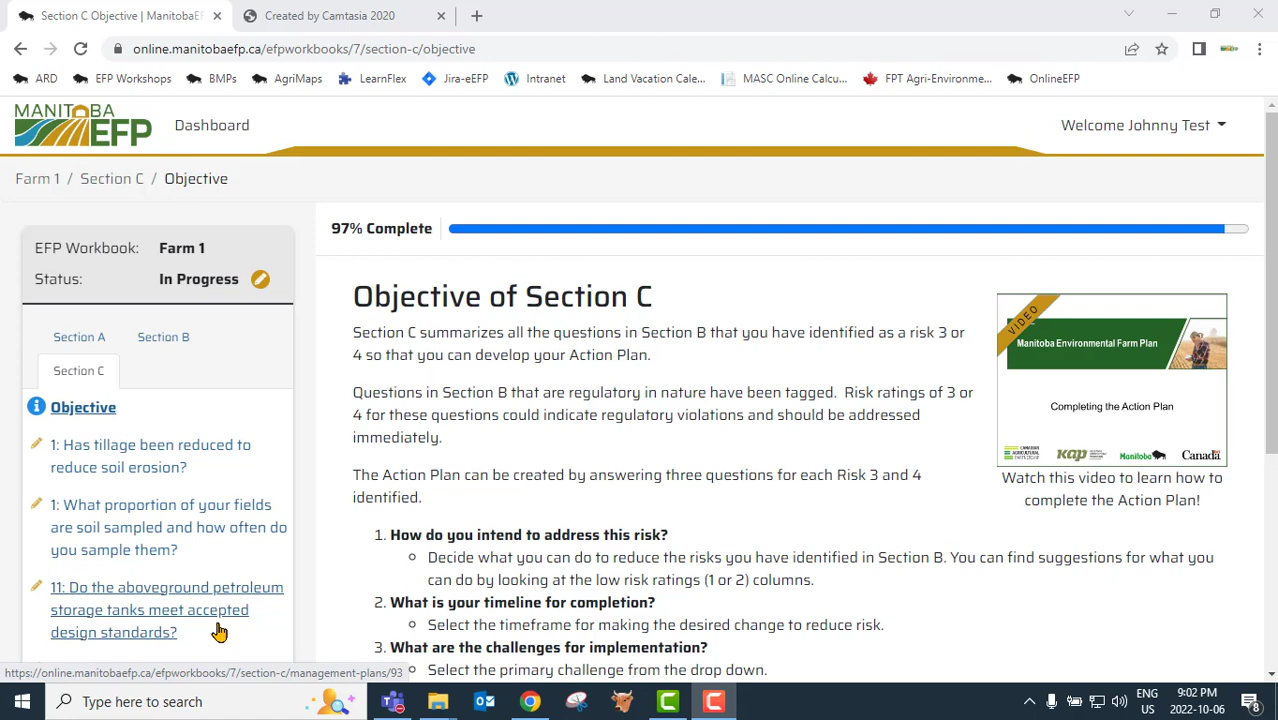 Section C Objective | ManitobaEF
Created by Camtasia 2020
online.manitobaefp.ca/efpworkbooks/7/section-c/objective
ARD
EFP Workshops
BMPs
AgriMaps
LearnFlex
Jira-eEFP
Intranet
Land Vacation Cale...
MASC Online Calcu...
FPT Agri-Environme...
OnlineEFP
MANITOBA
EFP
Dashboard
Welcome Johnny Test
Farm 1 / Section C / Objective
97% Complete
EFP Workbook: Farm 1
Status: In Progress
Section A
Section B
Section C
Objective
1: Has tillage been reduced to
reduce soil erosion?
1: What proportion of your fields
are soil sampled and how often do
you sample them?
11: Do the aboveground petroleum
storage tanks meet accepted
design standards?
Objective of Section C
Section C summarizes all the questions in Section B that you have identified as a risk 3 or
4 so that you can develop your Action Plan.
Questions in Section B that are regulatory in nature have been tagged. Risk ratings of 3 or
4 for these questions could indicate regulatory violations and should be addressed
immediately.
The Action Plan can be created by answering three questions for each Risk 3 and 4
identified.
1. How do you intend to address this risk?
Decide what you can do to reduce the risks you have identified in Section B. You can find suggestions for what you
can do by looking at the low risk ratings (1 or 2) columns.
2. What is your timeline for completion?
Select the timeframe for making the desired change to reduce risk.
3. What are the challenges for implementation?
Select the primary challenge from the drop down.
VIDEO
Manitoba Environmental Farm Plan
Completing the Action Plan
kap
Manitoba
Canada
Watch this video to learn how to
complete the Action Plan!
https://online.manitobaefp.ca/efpworkbooks/7/section-c/management-plans/93
Type here to search
ENG
US
9:02 PM
2022-10-06
8